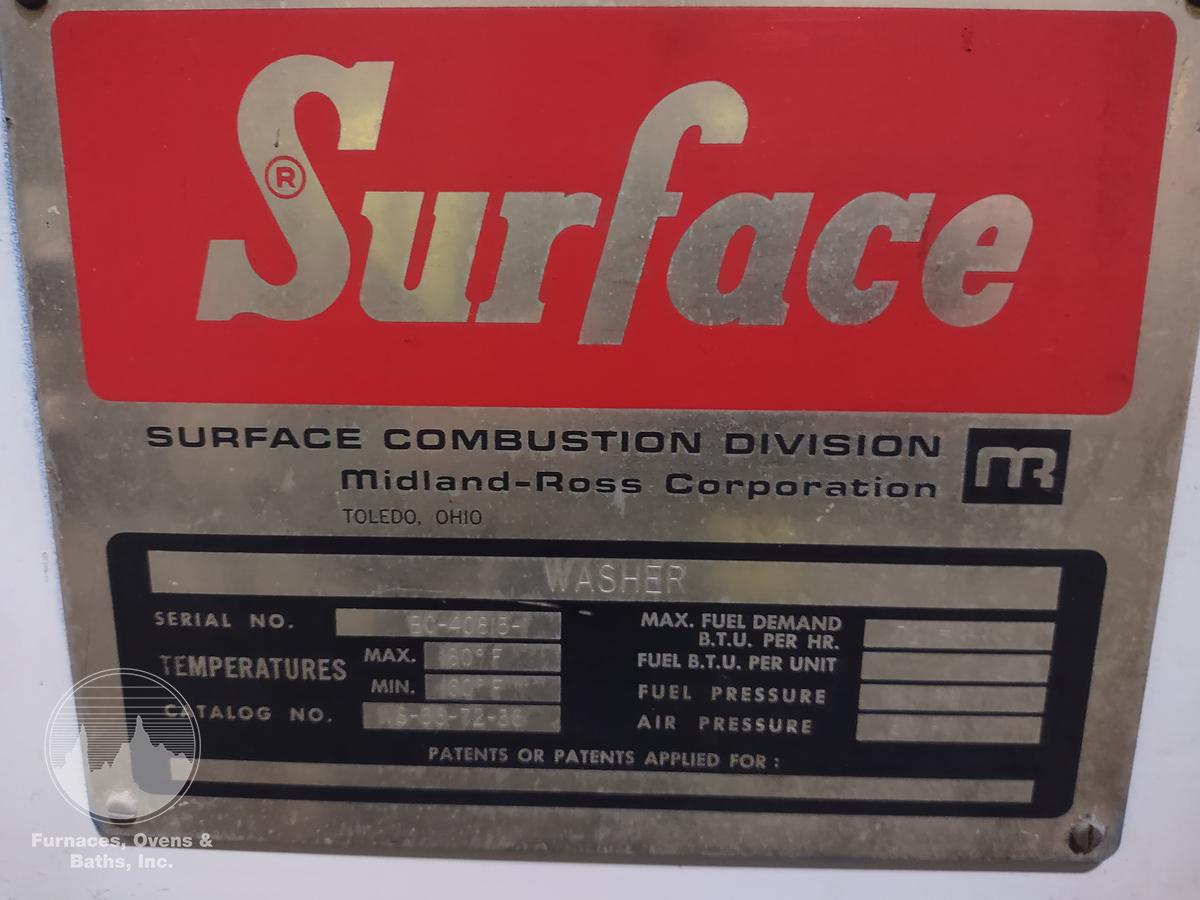 Surface
®
SURFACE COMBUSTION DIVISION
Midland-Ross Corporation
MR
TOLEDO, OHIO
WASHER
SERIAL NO.
TEMPERATURES
MAX.
MIN.
CATALOG NO.
MAX. FUEL DEMAND
B.T.U. PER HR.
FUEL B.T.U. PER UNIT
FUEL PRESSURE
AIR PRESSURE
PATENTS OR PATENTS APPLIED FOR :
Furnaces, Ovens &
Baths, Inc.